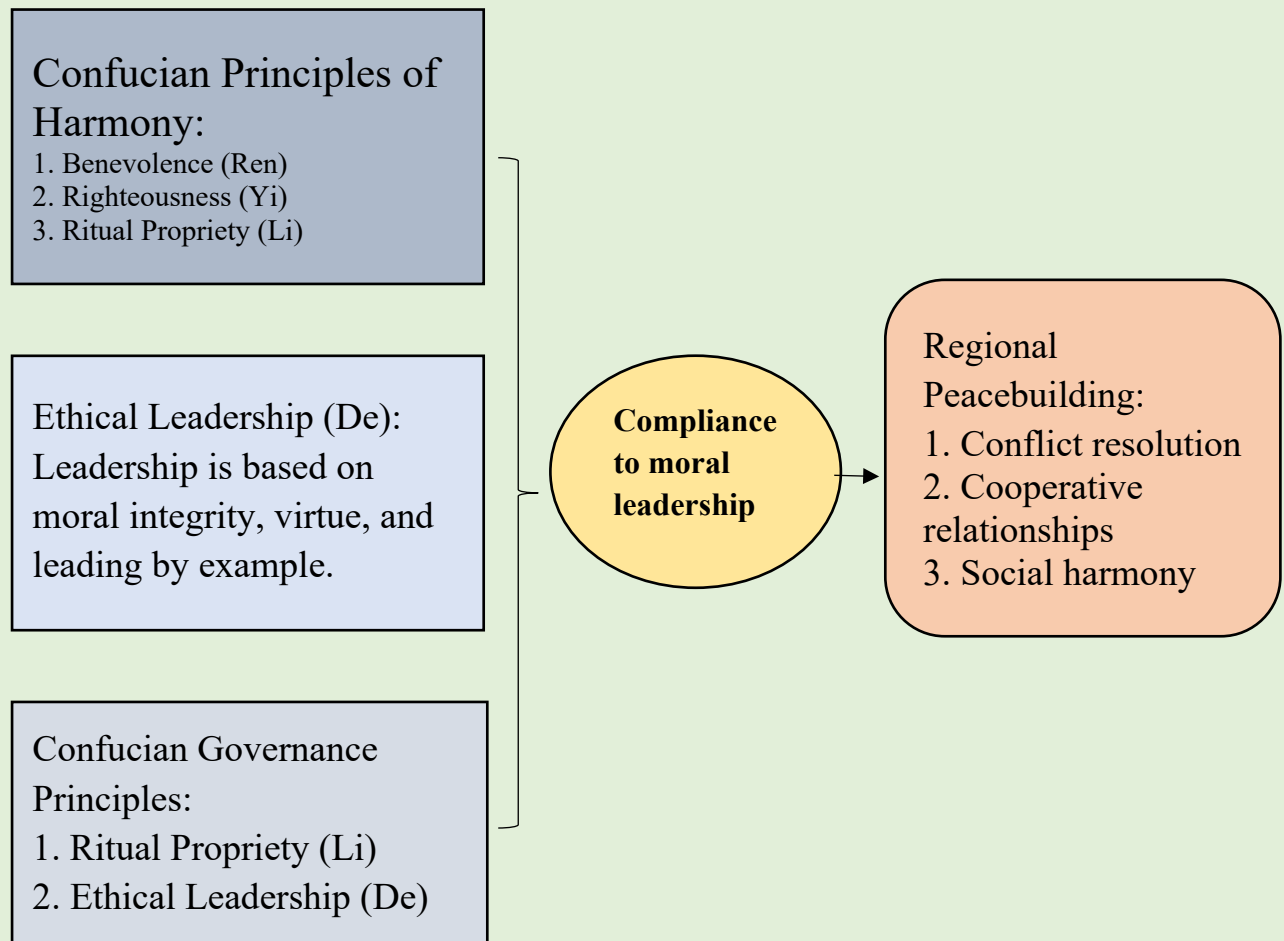 Confucian Principles of
Harmony:
1. Benevolence (Ren)
2. Righteousness (Yi)
3. Ritual Propriety (Li)
Ethical Leadership (De):
Leadership is based on
moral integrity, virtue, and
leading by example.
Confucian Governance
Principles:
1. Ritual Propriety (Li)
2. Ethical Leadership (De)
Compliance
to moral
leadership
Regional
Peacebuilding:
1. Conflict resolution
2. Cooperative
relationships
3. Social harmony